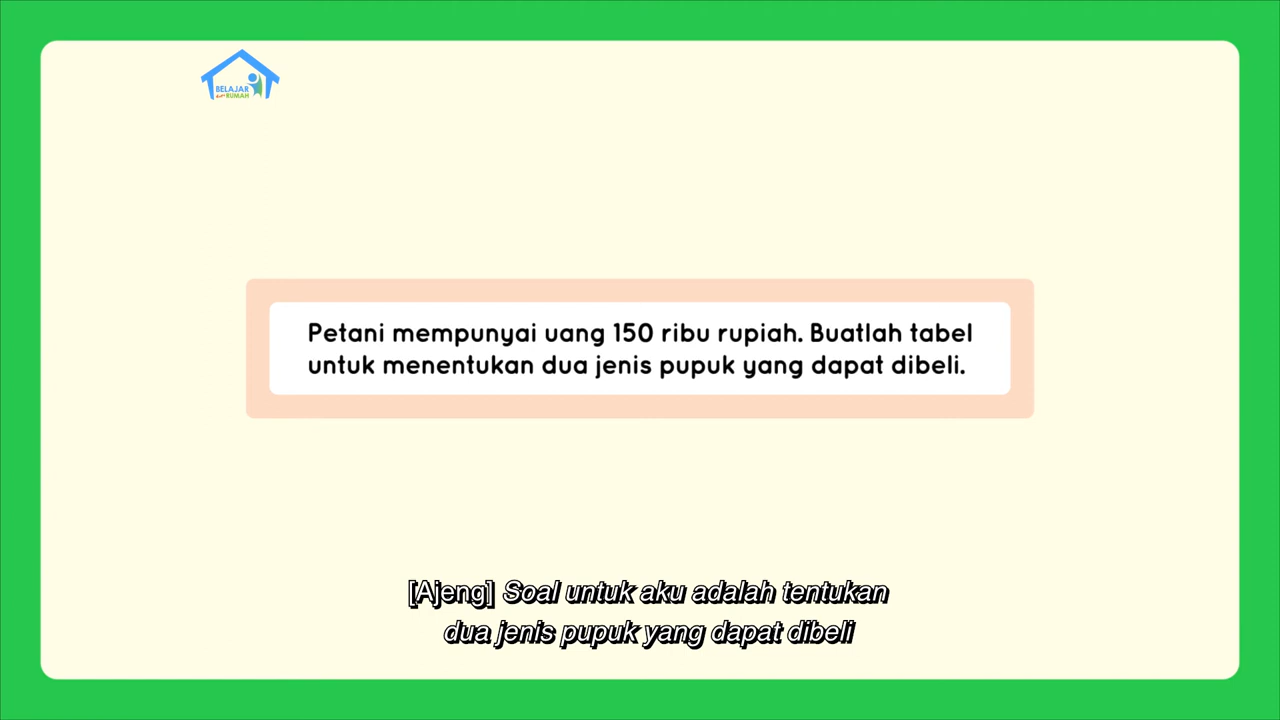 BELAJAR
dari RUMAH
Petani mempunyai uang 150 ribu rupiah. Buatlah tabel
untuk menentukan dua jenis pupuk yang dapat dibeli.
[Ajeng] Soal untuk aku adalah tentukan
dua jenis pupuk yang dapat dibeli